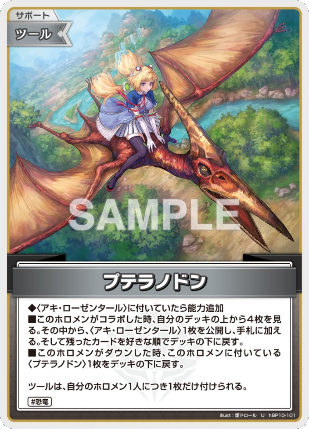 サポート
ツール
SAMPLE
プテラノドン
◆〈アキ・ローゼンタール〉に付いていたら能力追加
■このホロメンがコラボした時、自分のデッキの上から4枚を見
る。その中から、〈アキ・ローゼンタール〉1枚を公開し、手札に加え
る。そして残ったカードを好きな順でデッキの下に戻す。
■このホロメンがダウンした時、このホロメンに付いている
〈プテラノドン〉1枚をデッキの下に戻す。
ツールは、自分のホロメン1人につき1枚だけ付けられる。
#恐竜
U hBP10-101